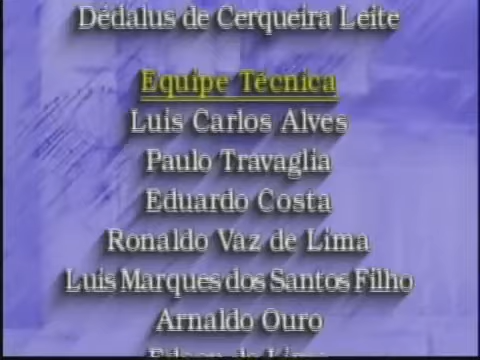 Dédalus de Cerqueira Leite
Equipe Técnica
Luis Carlos Alves
Paulo Travaglia
Eduardo Costa
Ronaldo Vaz de Lima
Luis Marques dos Santos Filho
Arnaldo Ouro